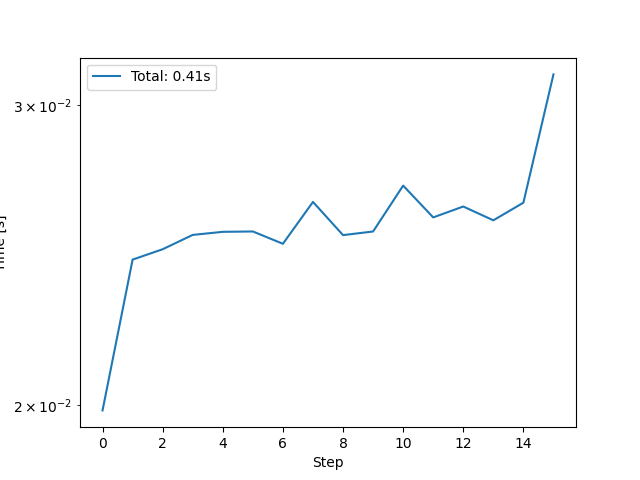 Total: 0.41s
3 × 10⁻²
2 × 10⁻²
Time [s]
0 2 4 6 8 10 12 14
Step